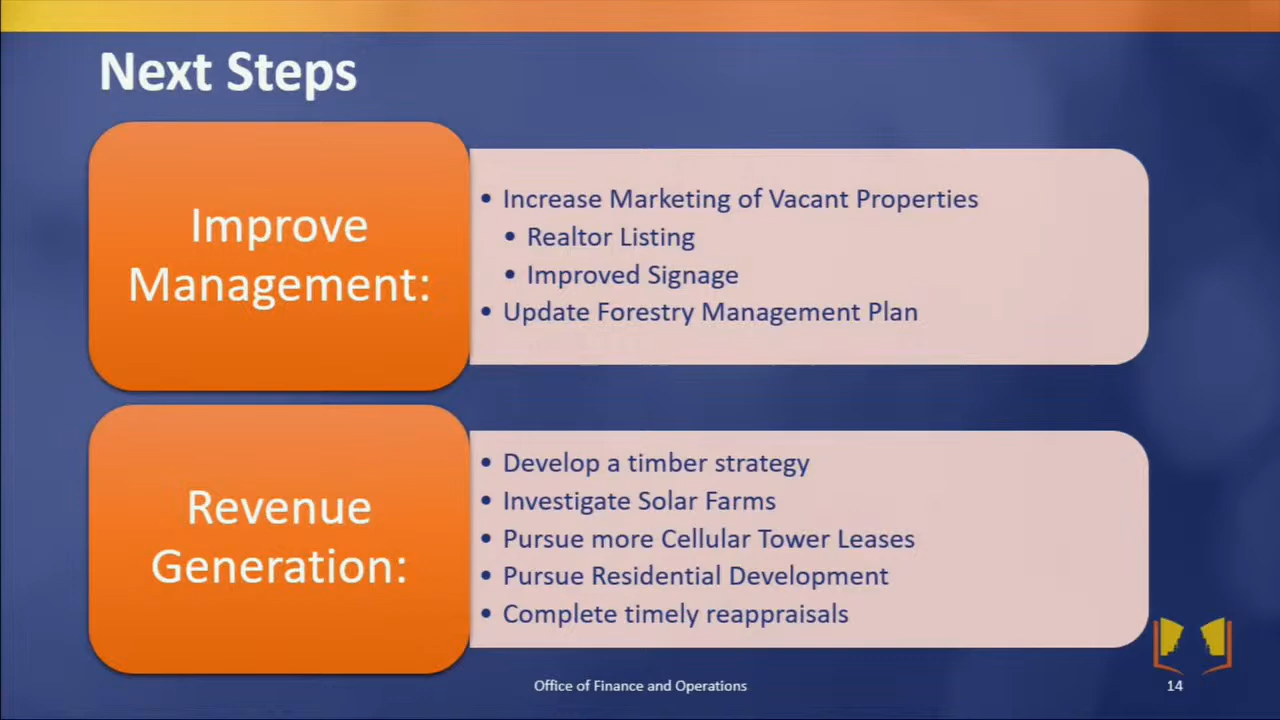 Next Steps
Improve
Management:
• Increase Marketing of Vacant Properties
• Realtor Listing
• Improved Signage
• Update Forestry Management Plan
Revenue
Generation:
• Develop a timber strategy
• Investigate Solar Farms
• Pursue more Cellular Tower Leases
• Pursue Residential Development
• Complete timely reappraisals
Office of Finance and Operations
14